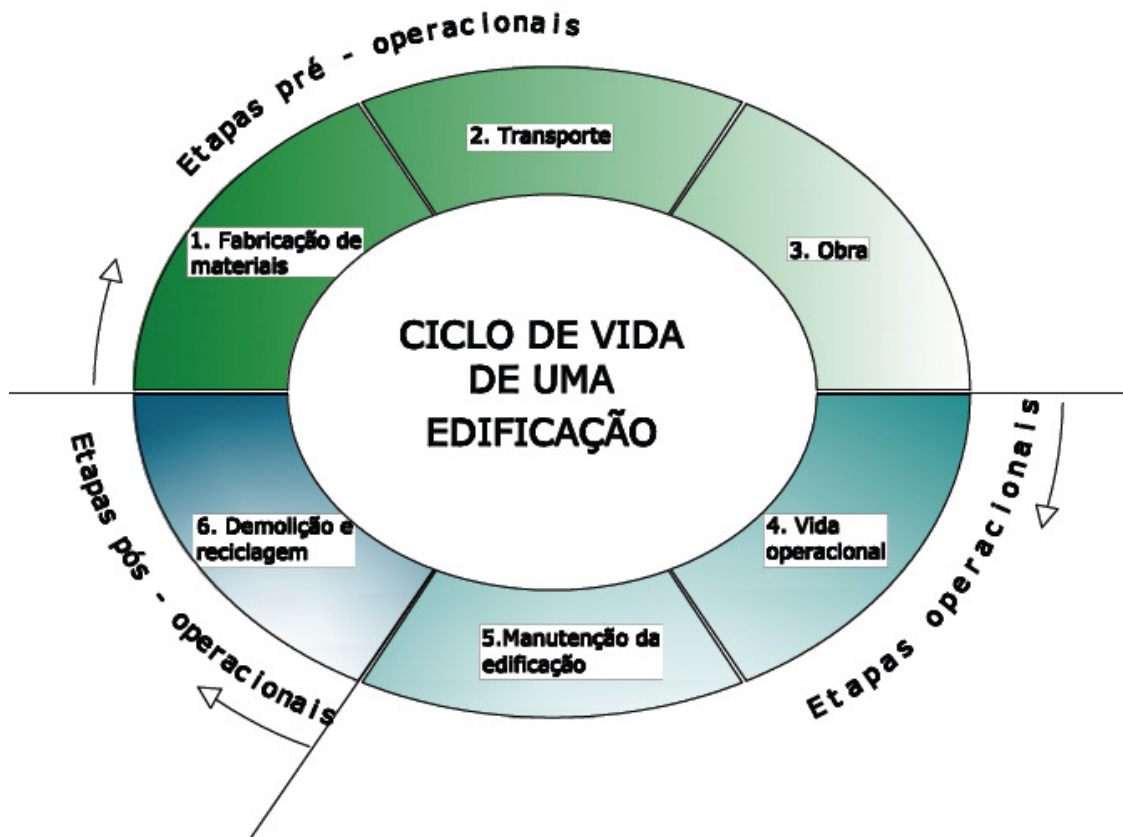 Etapas pré - operacionais
2. Transporte
1. Fabricação de
materiais
3. Obra
CICLO DE VIDA
DE UMA
EDIFICAÇÃO
Etapas operacionais
4. Vida
operacional
5.Manutenção da
edificação
6. Demolição e
reciclagem
Etapas pós - operacionais